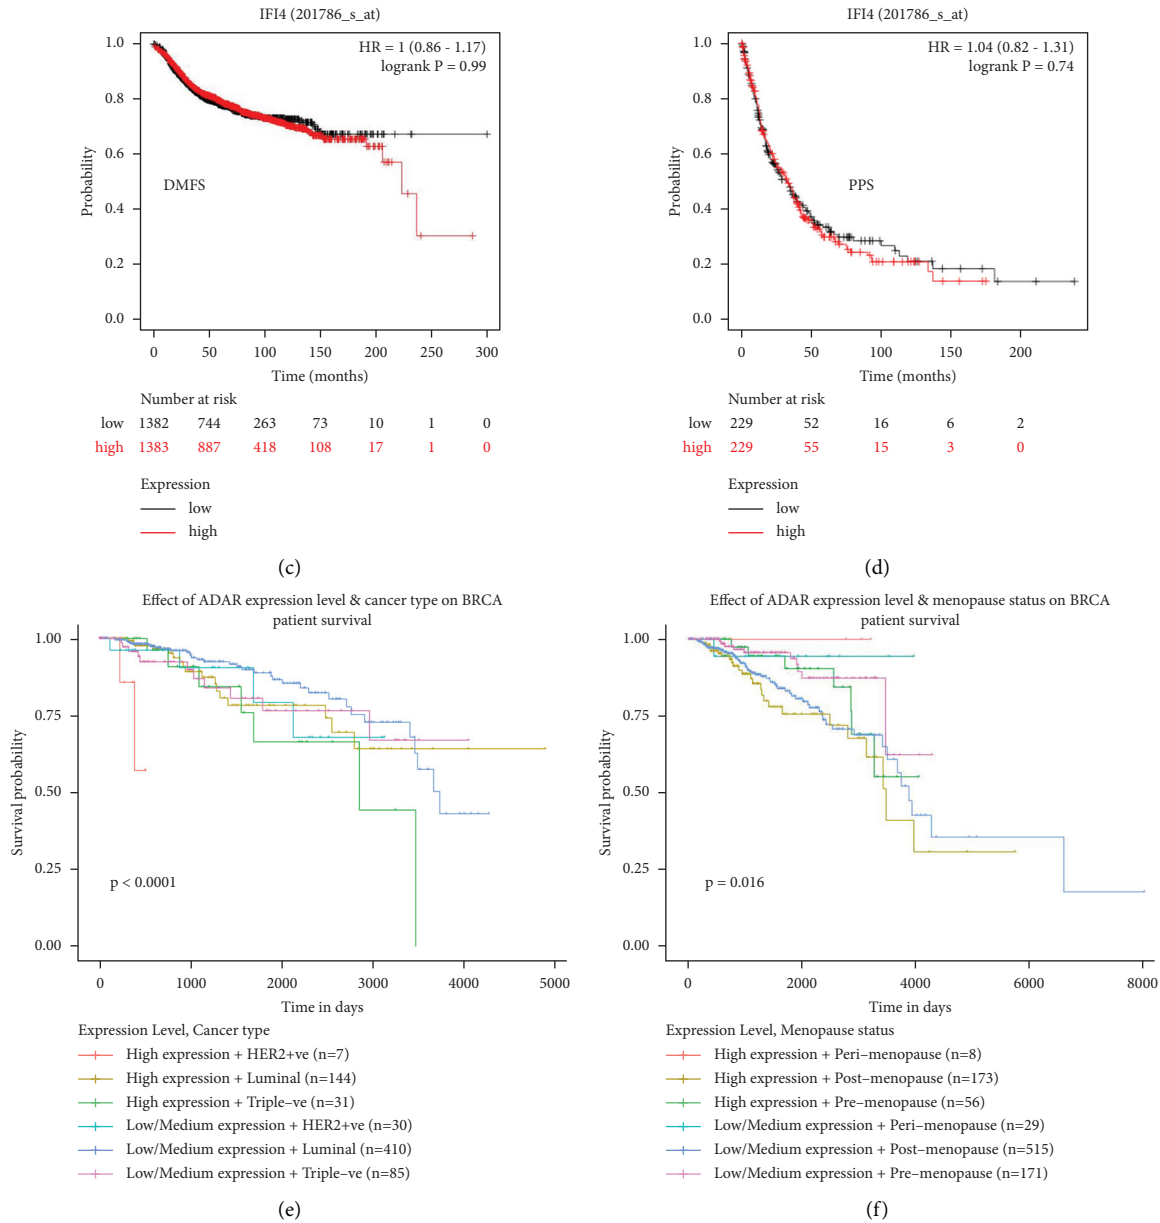 IFI4 (201786_s_at)
HR = 1 (0.86 - 1.17)
logrank P = 0.99
Probability
1.0
0.8
0.6
0.4
0.2
0.0
DMFS
0 50 100 150 200 250 300
Time (months)
Number at risk
low 1382 744 263 73 10 1 0
high 1383 887 418 108 17 1 0
Expression
low
high
(c)
IFI4 (201786_s_at)
HR = 1.04 (0.82 - 1.31)
logrank P = 0.74
Probability
1.0
0.8
0.6
0.4
0.2
0.0
PPS
0 50 100 150 200
Time (months)
Number at risk
low 229 52 16 6 2
high 229 55 15 3 0
Expression
low
high
(d)
Effect of ADAR expression level & cancer type on BRCA
patient survival
Survival probability
1.00
0.75
0.50
0.25
0.00
p < 0.0001
0 1000 2000 3000 4000 5000
Time in days
Expression Level, Cancer type
High expression + HER2+ve (n=7)
High expression + Luminal (n=144)
High expression + Triple–ve (n=31)
Low/Medium expression + HER2+ve (n=30)
Low/Medium expression + Luminal (n=410)
Low/Medium expression + Triple–ve (n=85)
(e)
Effect of ADAR expression level & menopause status on BRCA
patient survival
Survival probability
1.00
0.75
0.50
0.25
0.00
p = 0.016
0 2000 4000 6000 8000
Time in days
Expression Level, Menopause status
High expression + Peri–menopause (n=8)
High expression + Post–menopause (n=173)
High expression + Pre–menopause (n=56)
Low/Medium expression + Peri–menopause (n=29)
Low/Medium expression + Post–menopause (n=515)
Low/Medium expression + Pre–menopause (n=171)
(f)